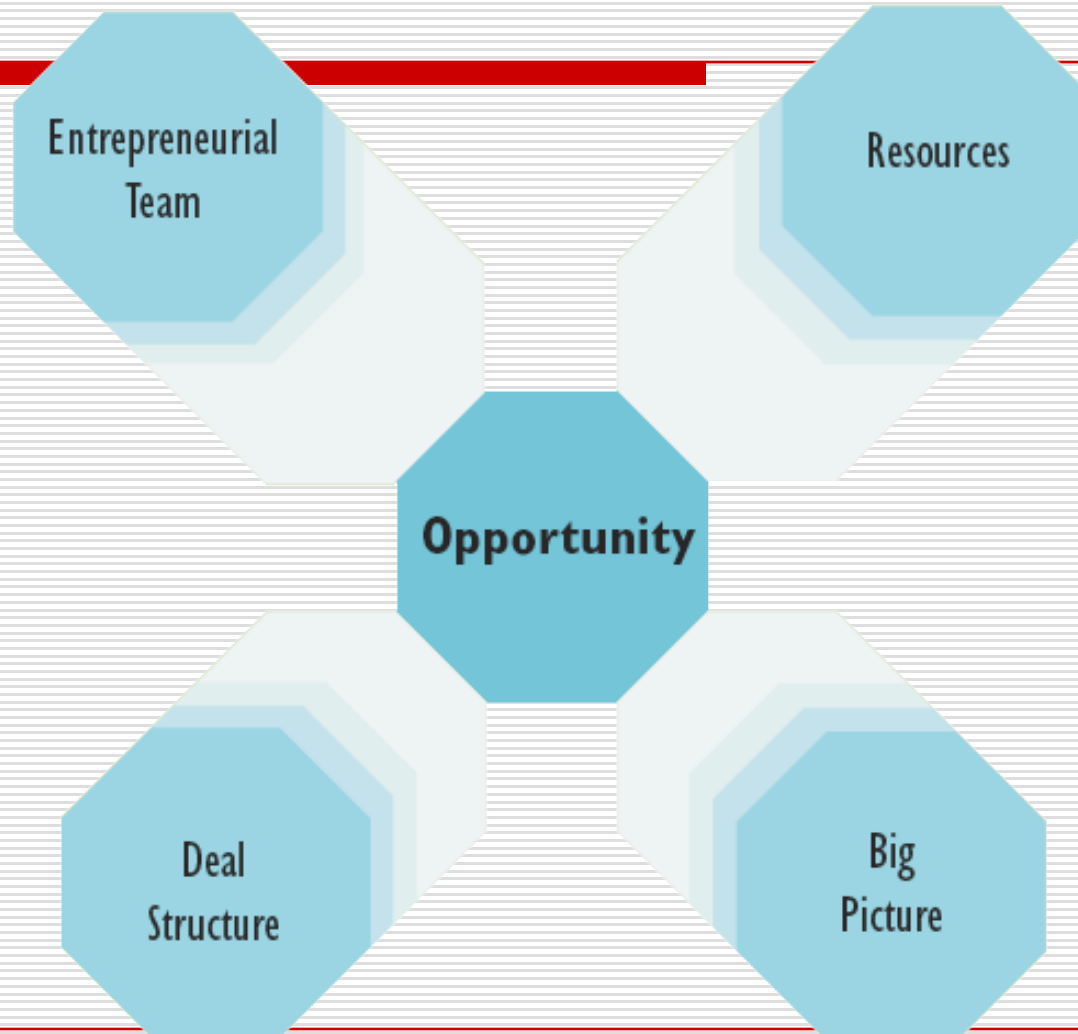 Entrepreneurial
Team
Resources
Opportunity
Deal
Structure
Big
Picture